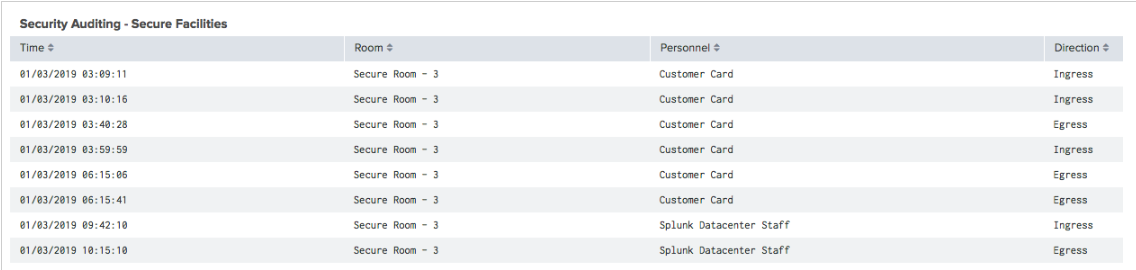 Security Auditing - Secure Facilities
Time Room Personnel Direction
01/03/2019 03:09:11 Secure Room - 3 Customer Card Ingress
01/03/2019 03:10:16 Secure Room - 3 Customer Card Ingress
01/03/2019 03:40:28 Secure Room - 3 Customer Card Egress
01/03/2019 03:59:59 Secure Room - 3 Customer Card Ingress
01/03/2019 06:15:06 Secure Room - 3 Customer Card Egress
01/03/2019 06:15:41 Secure Room - 3 Customer Card Egress
01/03/2019 09:42:10 Secure Room - 3 Splunk Datacenter Staff Ingress
01/03/2019 10:15:10 Secure Room - 3 Splunk Datacenter Staff Egress